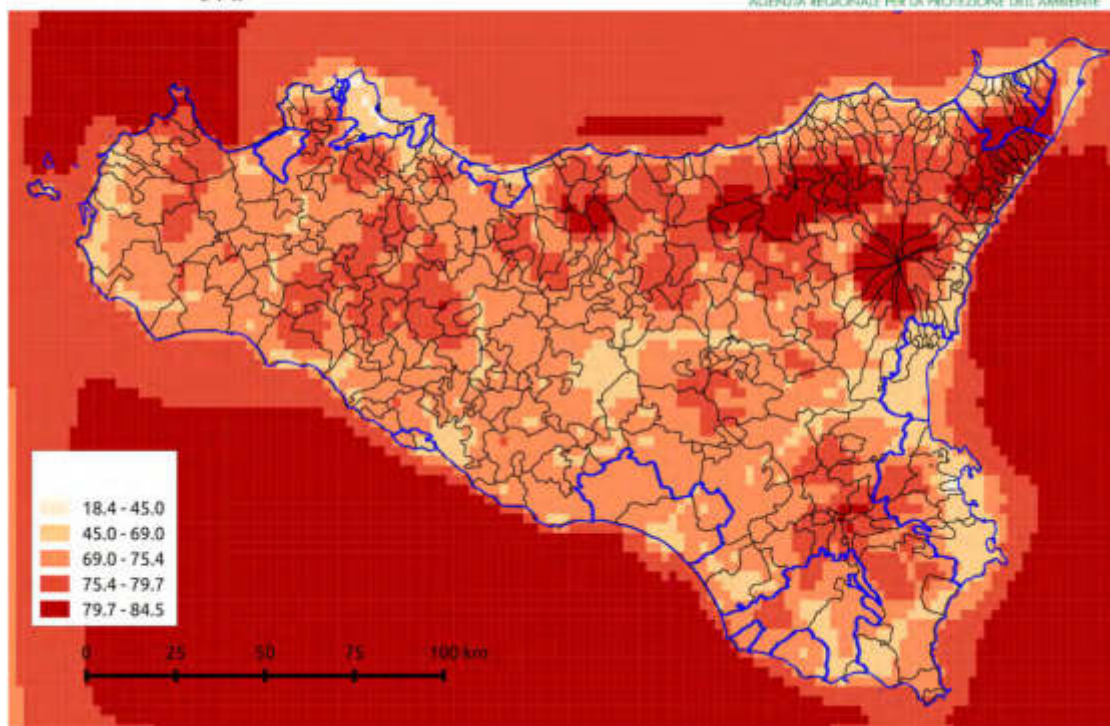 AGENZIA REGIONALE PER LA PROTEZIONE DELL'AMBIENTE
18.4 - 45.0
45.0 - 69.0
69.0 - 75.4
75.4 - 79.7
79.7 - 84.5
0 25 50 75 100 km